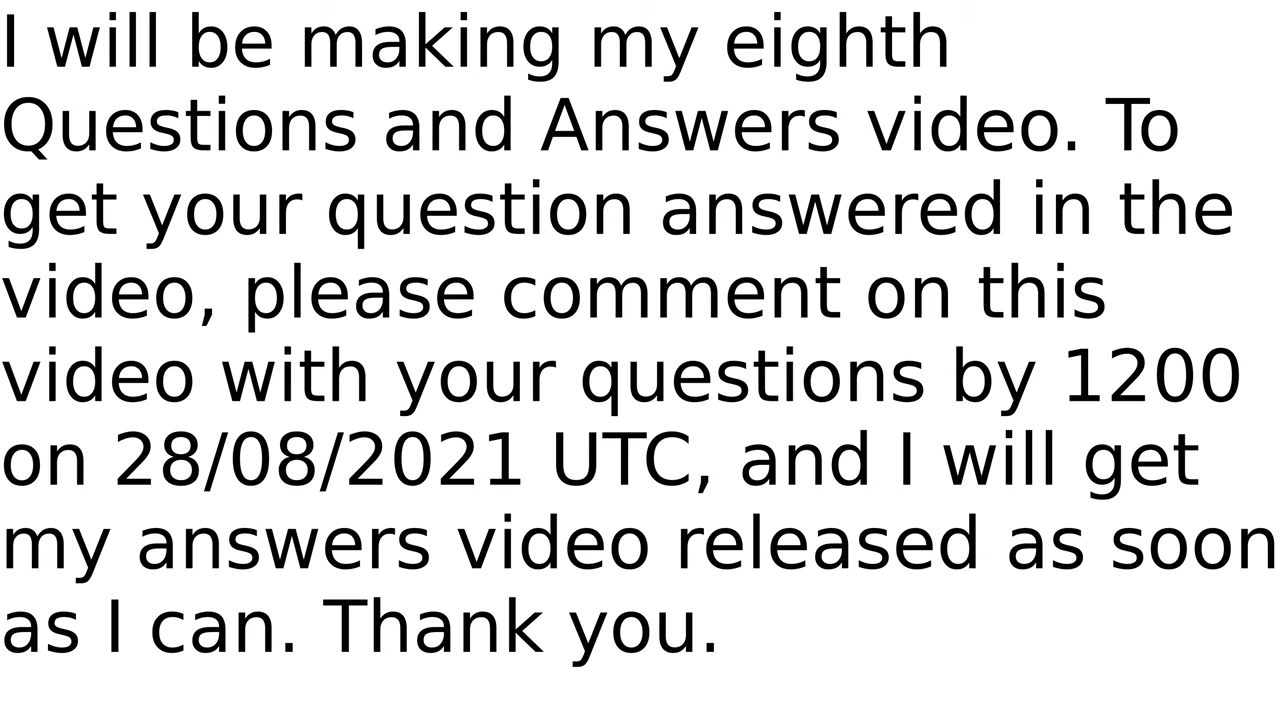 I will be making my eighth
Questions and Answers video. To
get your question answered in the
video, please comment on this
video with your questions by 1200
on 28/08/2021 UTC, and I will get
my answers video released as soon
as I can. Thank you.